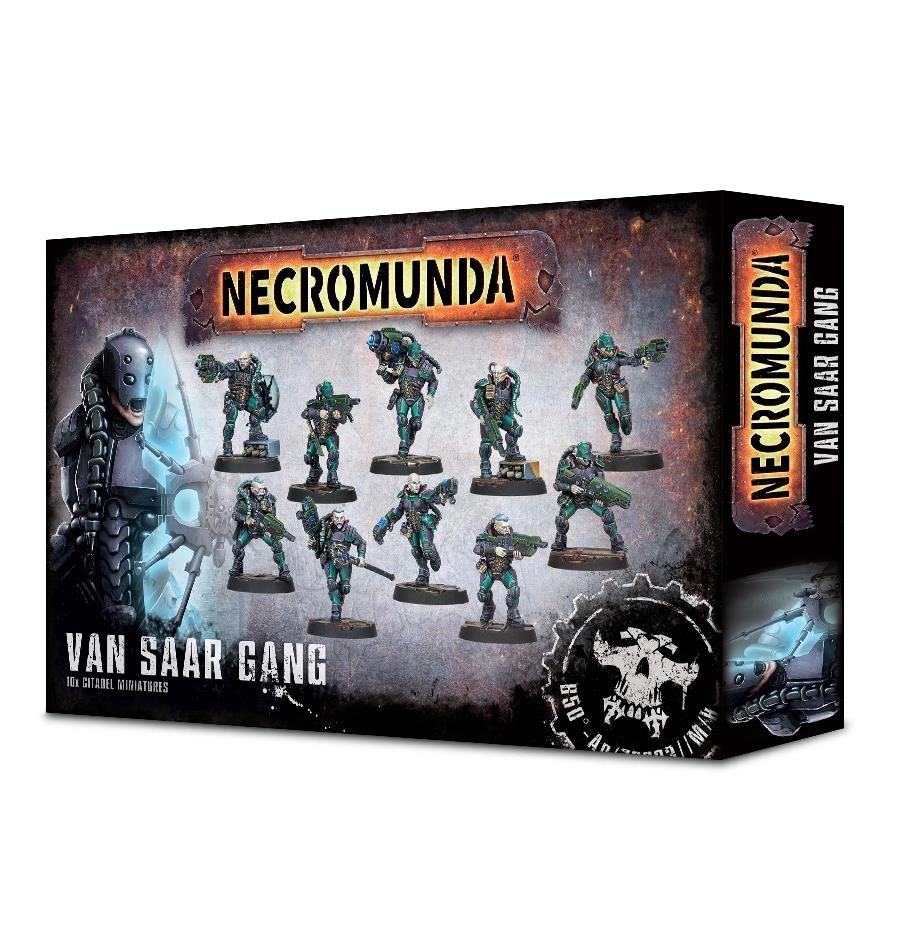 NECROMUNDA®
VAN SAAR GANG
10x CITADEL MINIATURES
NECROMUNDA
VAN SAAR GANG